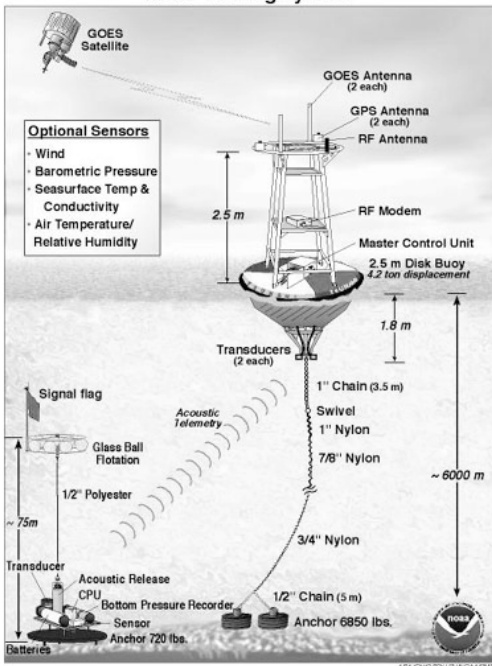 GOES
Satellite
GOES Antenna
(2 each)
GPS Antenna
(2 each)
RF Antenna
Optional Sensors
· Wind
· Barometric Pressure
· Seasurface Temp &
Conductivity
· Air Temperature/
Relative Humidity
2.5 m
RF Modem
Master Control Unit
2.5 m Disk Buoy
4.2 ton displacement
1.8 m
Transducers
(2 each)
1" Chain (3.5 m)
Signal flag
Acoustic
Telemetry
Swivel
1" Nylon
Glass Ball
Flotation
7/8" Nylon
~ 6000 m
1/2" Polyester
~ 75m
3/4" Nylon
Transducer
Acoustic Release
CPU
Bottom Pressure Recorder
1/2" Chain (5 m)
Sensor
Anchor 6850 lbs.
noaa
Anchor 720 lbs.
Batteries